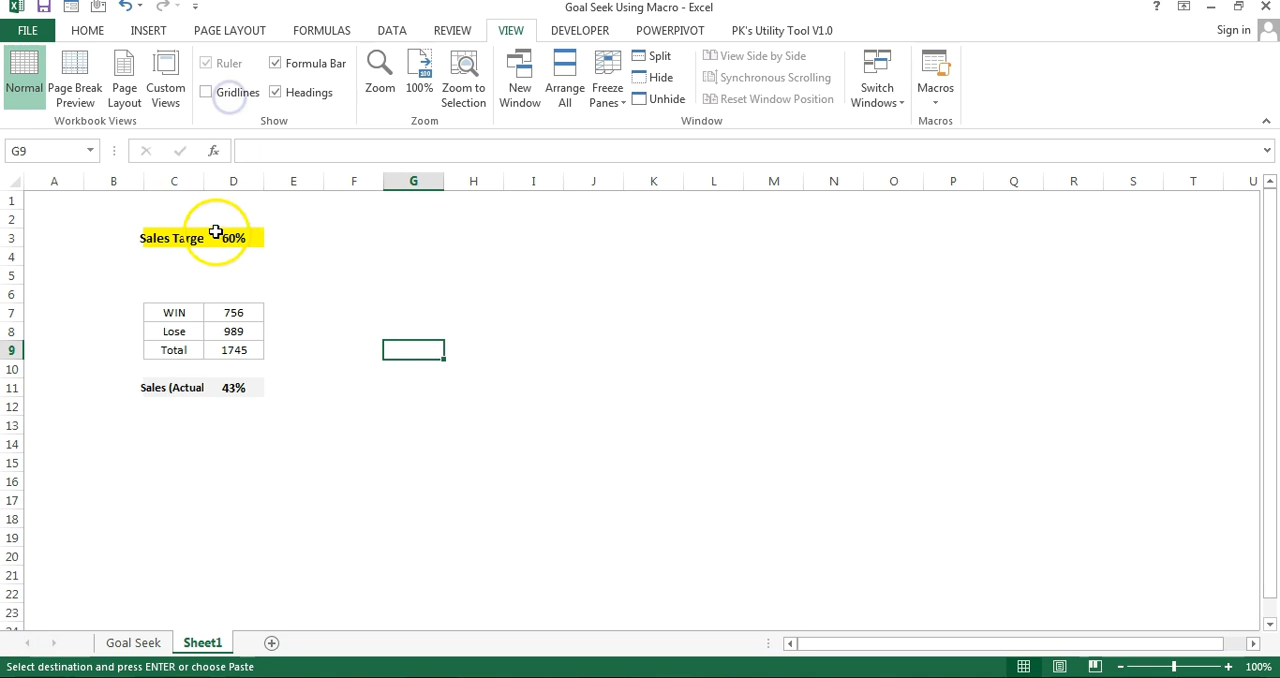 Goal Seek Using Macro - Excel
?
FILE HOME INSERT PAGE LAYOUT FORMULAS DATA REVIEW VIEW DEVELOPER POWERPIVOT PK's Utility Tool V1.0 Sign in
Normal Page Break Preview Page Layout Custom Views
Workbook Views
Ruler Formula Bar
Gridlines Headings
Show
Zoom 100% Zoom to Selection
Zoom
New Window Arrange All Freeze Panes
Split
Hide
Unhide
View Side by Side
Synchronous Scrolling
Reset Window Position
Switch Windows
Window
Macros
Macros
G9 fx
A B C D E F G H I J K L M N O P Q R S T U
1
2
3 Sales Targe 60%
4
5
6
7 WIN 756
8 Lose 989
9 Total 1745
10
11 Sales (Actual 43%
12
13
14
15
16
17
18
19
20
21
22
23
Goal Seek Sheet1
Select destination and press ENTER or choose Paste 100%